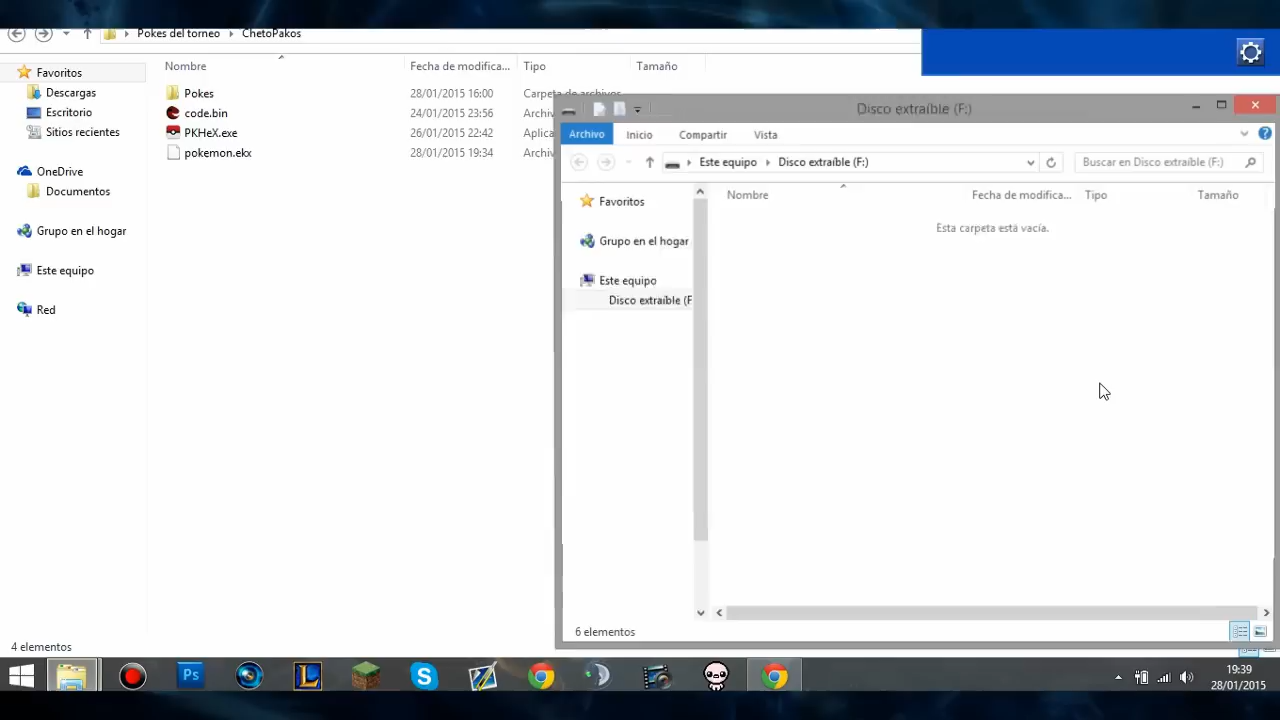 Pokes del torneo ChetoPakos
Nombre Fecha de modifica... Tipo Tamaño
Favoritos
Descargas
Escritorio
Sitios recientes
OneDrive
Documentos
Grupo en el hogar
Este equipo
Red
Pokes 28/01/2015 16:00 Carpeta de archivos
code.bin 24/01/2015 23:56 Archiv
PKHeX.exe 26/01/2015 22:42 Aplica
pokemon.ekx 28/01/2015 19:34 Archiv
4 elementos
Disco extraíble (F:)
Archivo Inicio Compartir Vista
Este equipo Disco extraíble (F:) Buscar en Disco extraíble (F:)
Nombre Fecha de modifica... Tipo Tamaño
Esta carpeta está vacía.
Favoritos
Grupo en el hogar
Este equipo
Disco extraíble (F
6 elementos
Ps
L
S
19:39
28/01/2015